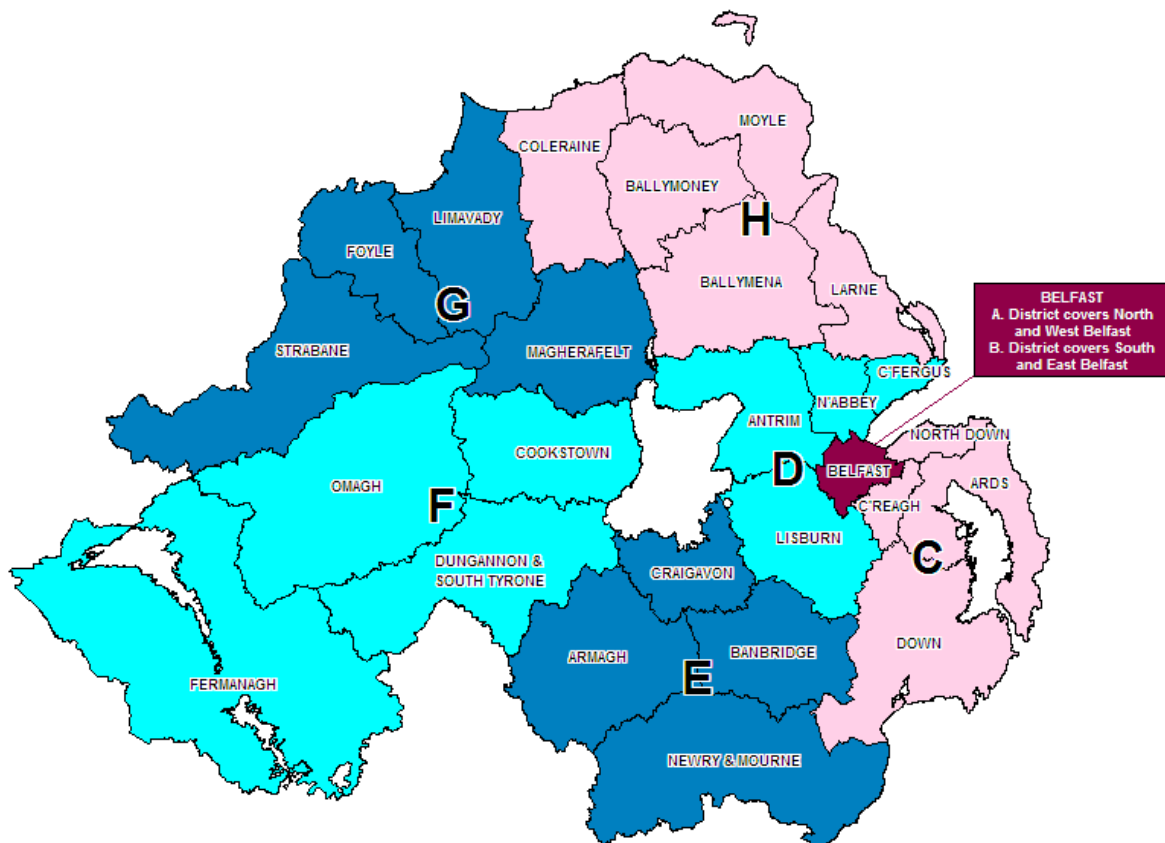 MOYLE
COLERAINE
BALLYMONEY
H
LIMAVADY
FOYLE
BALLYMENA
LARNE
G
STRABANE
MAGHERAFELT
BELFAST
A. District covers North
and West Belfast
B. District covers South
and East Belfast
C'FERGUS
N'ABBEY
ANTRIM
NORTH DOWN
COOKSTOWN
D
BELFAST
ARDS
OMAGH
F
C'REAGH
LISBURN
DUNGANNON &
SOUTH TYRONE
C
CRAIGAVON
DOWN
ARMAGH
BANBRIDGE
E
FERMANAGH
NEWRY & MOURNE